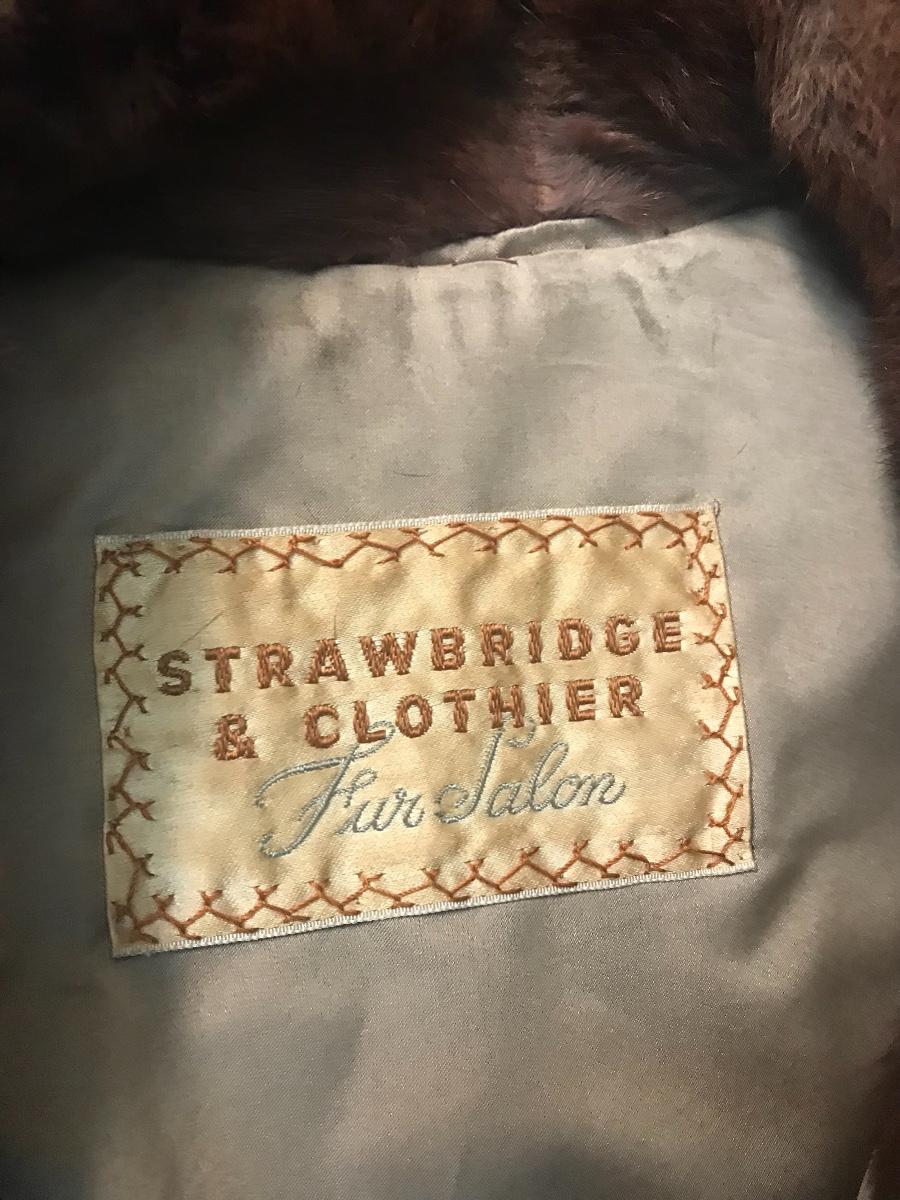 STRAWBRIDGE
& CLOTHIER
Fur Salon